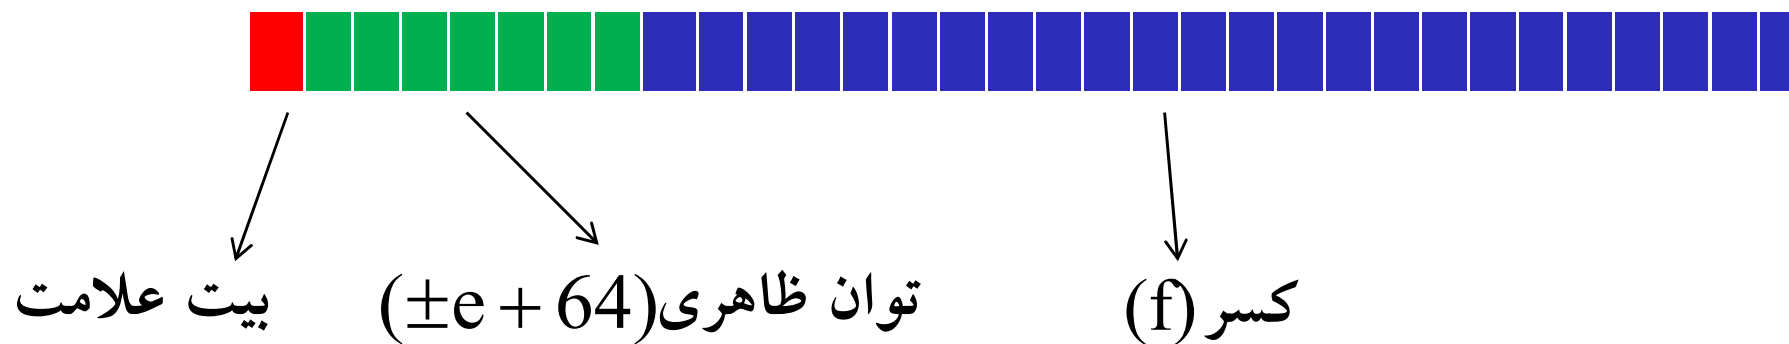 بیت علامت
توان ظاهری(±e + 64)
کسر(f)